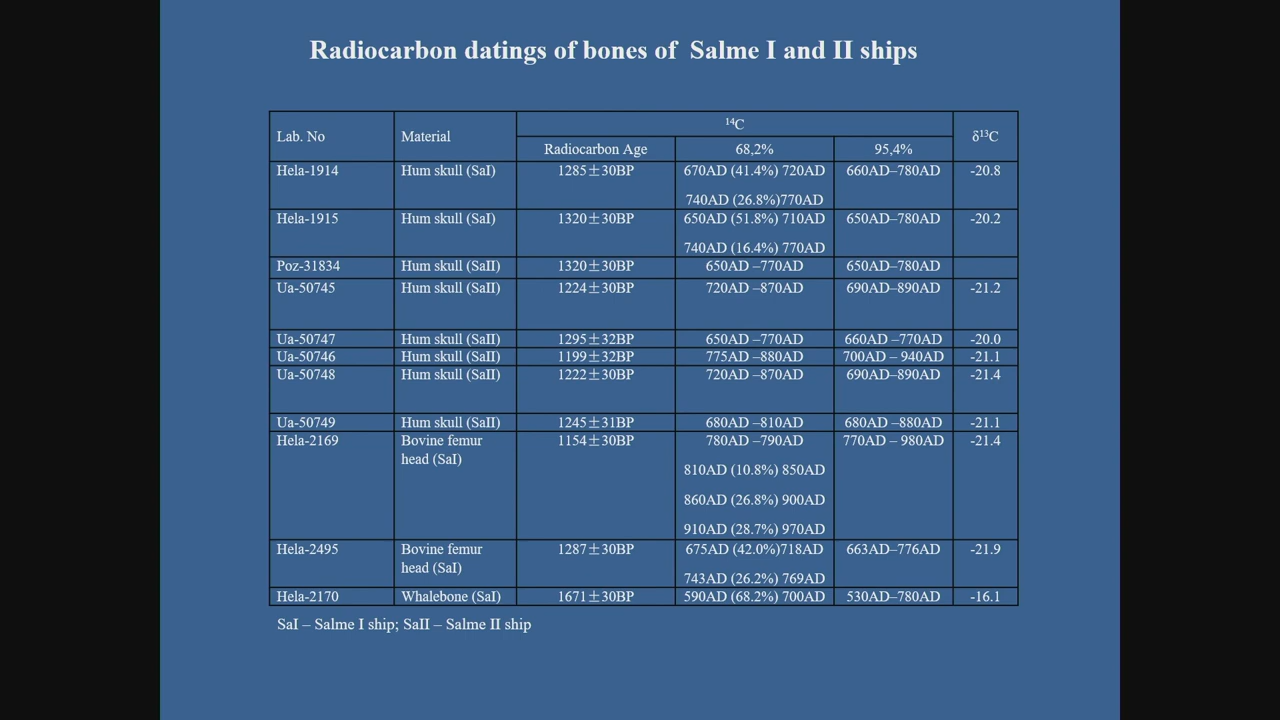 Radiocarbon datings of bones of Salme I and II ships
Lab. No Material ¹⁴C δ¹³C
Radiocarbon Age 68,2% 95,4%
Hela-1914 Hum skull (SaI) 1285±30BP 670AD (41.4%) 720AD 660AD–780AD -20.8
740AD (26.8%)770AD
Hela-1915 Hum skull (SaI) 1320±30BP 650AD (51.8%) 710AD 650AD–780AD -20.2
740AD (16.4%) 770AD
Poz-31834 Hum skull (SaII) 1320±30BP 650AD –770AD 650AD–780AD
Ua-50745 Hum skull (SaII) 1224±30BP 720AD –870AD 690AD–890AD -21.2
Ua-50747 Hum skull (SaII) 1295±32BP 650AD –770AD 660AD –770AD -20.0
Ua-50746 Hum skull (SaII) 1199±32BP 775AD –880AD 700AD – 940AD -21.1
Ua-50748 Hum skull (SaII) 1222±30BP 720AD –870AD 690AD–890AD -21.4
Ua-50749 Hum skull (SaII) 1245±31BP 680AD –810AD 680AD –880AD -21.1
Hela-2169 Bovine femur 1154±30BP 780AD –790AD 770AD – 980AD -21.4
head (SaI)
810AD (10.8%) 850AD
860AD (26.8%) 900AD
910AD (28.7%) 970AD
Hela-2495 Bovine femur 1287±30BP 675AD (42.0%)718AD 663AD–776AD -21.9
head (SaI)
743AD (26.2%) 769AD
Hela-2170 Whalebone (SaI) 1671±30BP 590AD (68.2%) 700AD 530AD–780AD -16.1
SaI – Salme I ship; SaII – Salme II ship